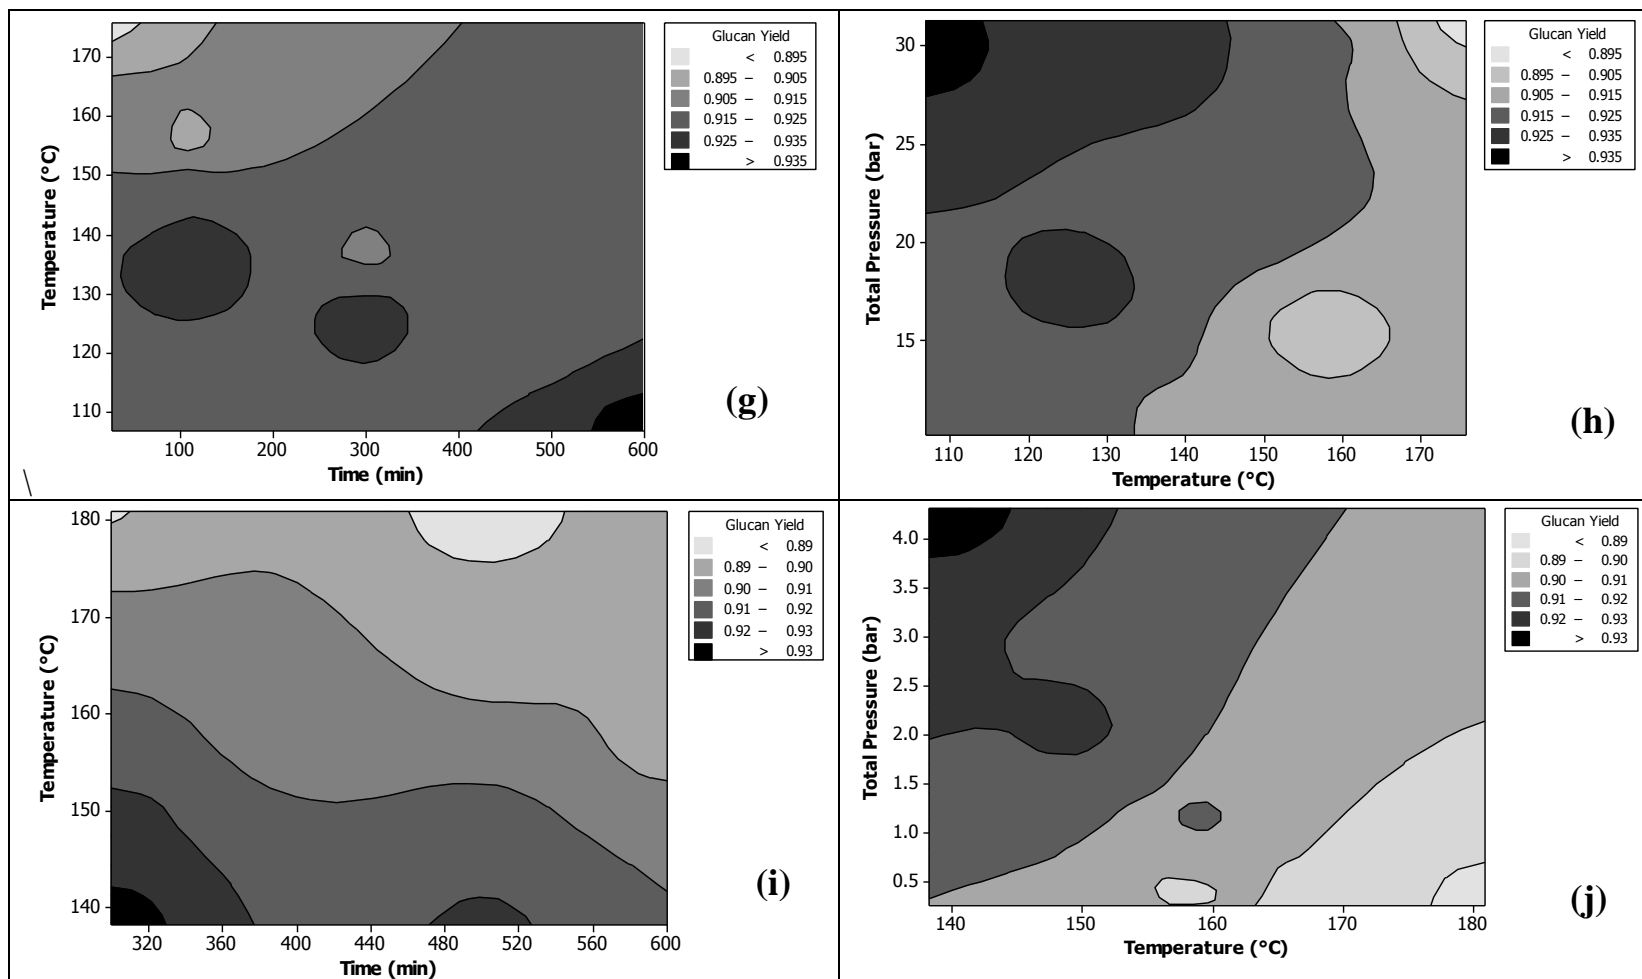 Glucan Yield
< 0.895
0.895 – 0.905
0.905 – 0.915
0.915 – 0.925
0.925 – 0.935
> 0.935
170
160
150
140
130
120
110
Temperature (°C)
100 200 300 400 500 600
Time (min)
(g)
\
Glucan Yield
< 0.895
0.895 – 0.905
0.905 – 0.915
0.915 – 0.925
0.925 – 0.935
> 0.935
30
25
20
15
Total Pressure (bar)
110 120 130 140 150 160 170
Temperature (°C)
(h)
Glucan Yield
< 0.89
0.89 – 0.90
0.90 – 0.91
0.91 – 0.92
0.92 – 0.93
> 0.93
180
170
160
150
140
Temperature (°C)
320 360 400 440 480 520 560 600
Time (min)
(i)
Glucan Yield
< 0.89
0.89 – 0.90
0.90 – 0.91
0.91 – 0.92
0.92 – 0.93
> 0.93
4.0
3.5
3.0
2.5
2.0
1.5
1.0
0.5
Total Pressure (bar)
140 150 160 170 180
Temperature (°C)
(j)